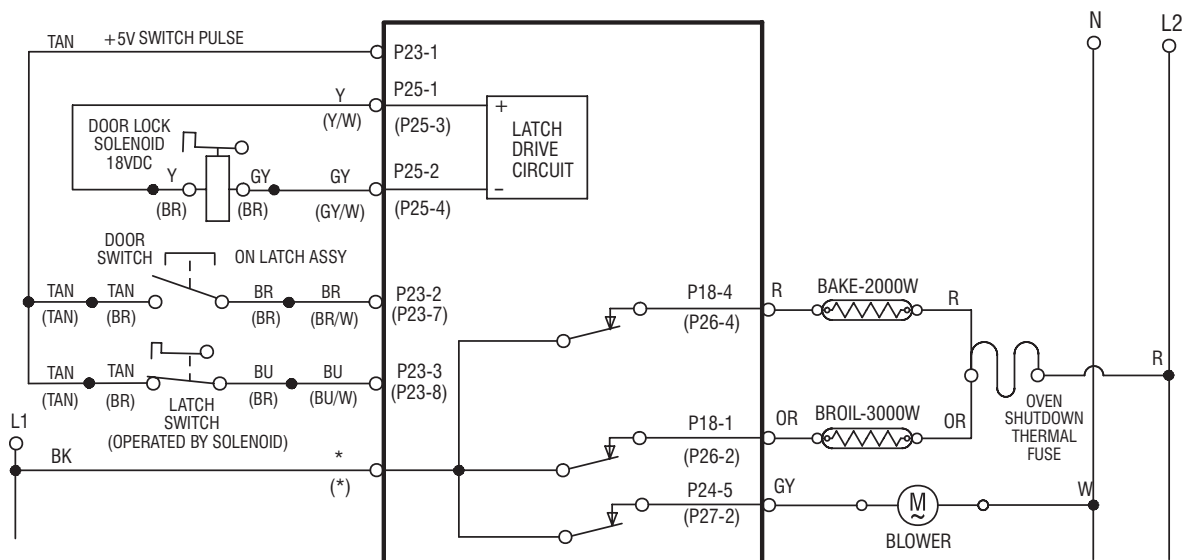 N
L2
TAN +5V SWITCH PULSE
P23-1
Y
(Y/W)
P25-1
(P25-3)
+
LATCH
DRIVE
CIRCUIT
–
DOOR LOCK
SOLENOID
18VDC
Y
(BR)
GY
(BR)
GY
(GY/W)
P25-2
(P25-4)
DOOR
SWITCH
ON LATCH ASSY
TAN
(TAN)
TAN
(BR)
BR
(BR)
BR
(BR/W)
P23-2
(P23-7)
TAN
(TAN)
TAN
(BR)
BU
(BR)
BU
(BU/W)
P23-3
(P23-8)
LATCH
SWITCH
(OPERATED BY SOLENOID)
L1
BK
*
(*)
P18-4
(P26-4)
R
BAKE-2000W
R
R
P18-1
(P26-2)
OR
BROIL-3000W
OR
OVEN
SHUTDOWN
THERMAL
FUSE
P24-5
(P27-2)
GY
M
~
BLOWER
W